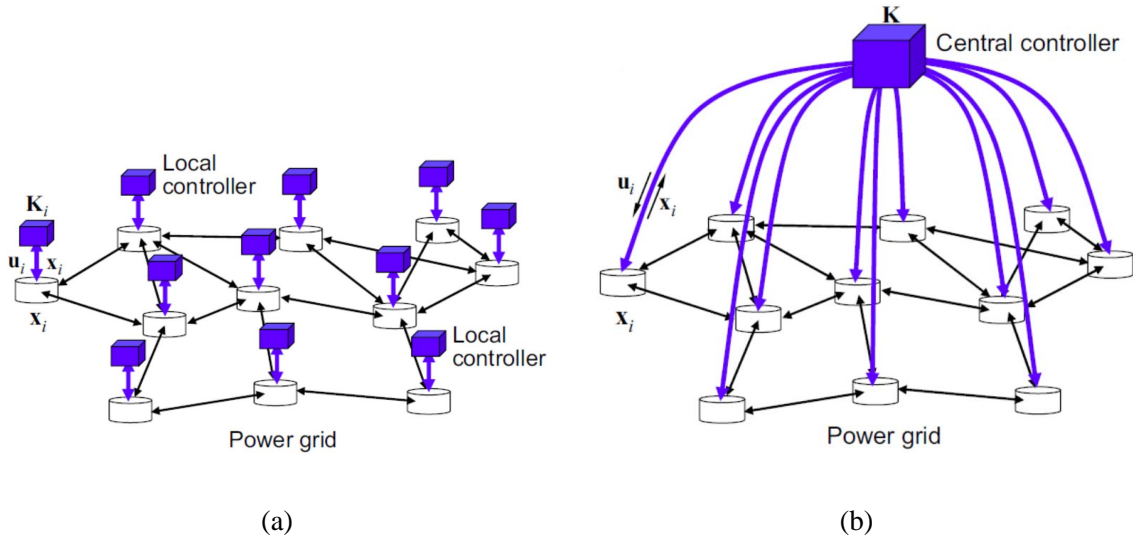 Local
controller
K_i
u_i x_i
x_i
Local
controller
Power grid
(a)
K
Central controller
u_i
x_i
x_i
Power grid
(b)